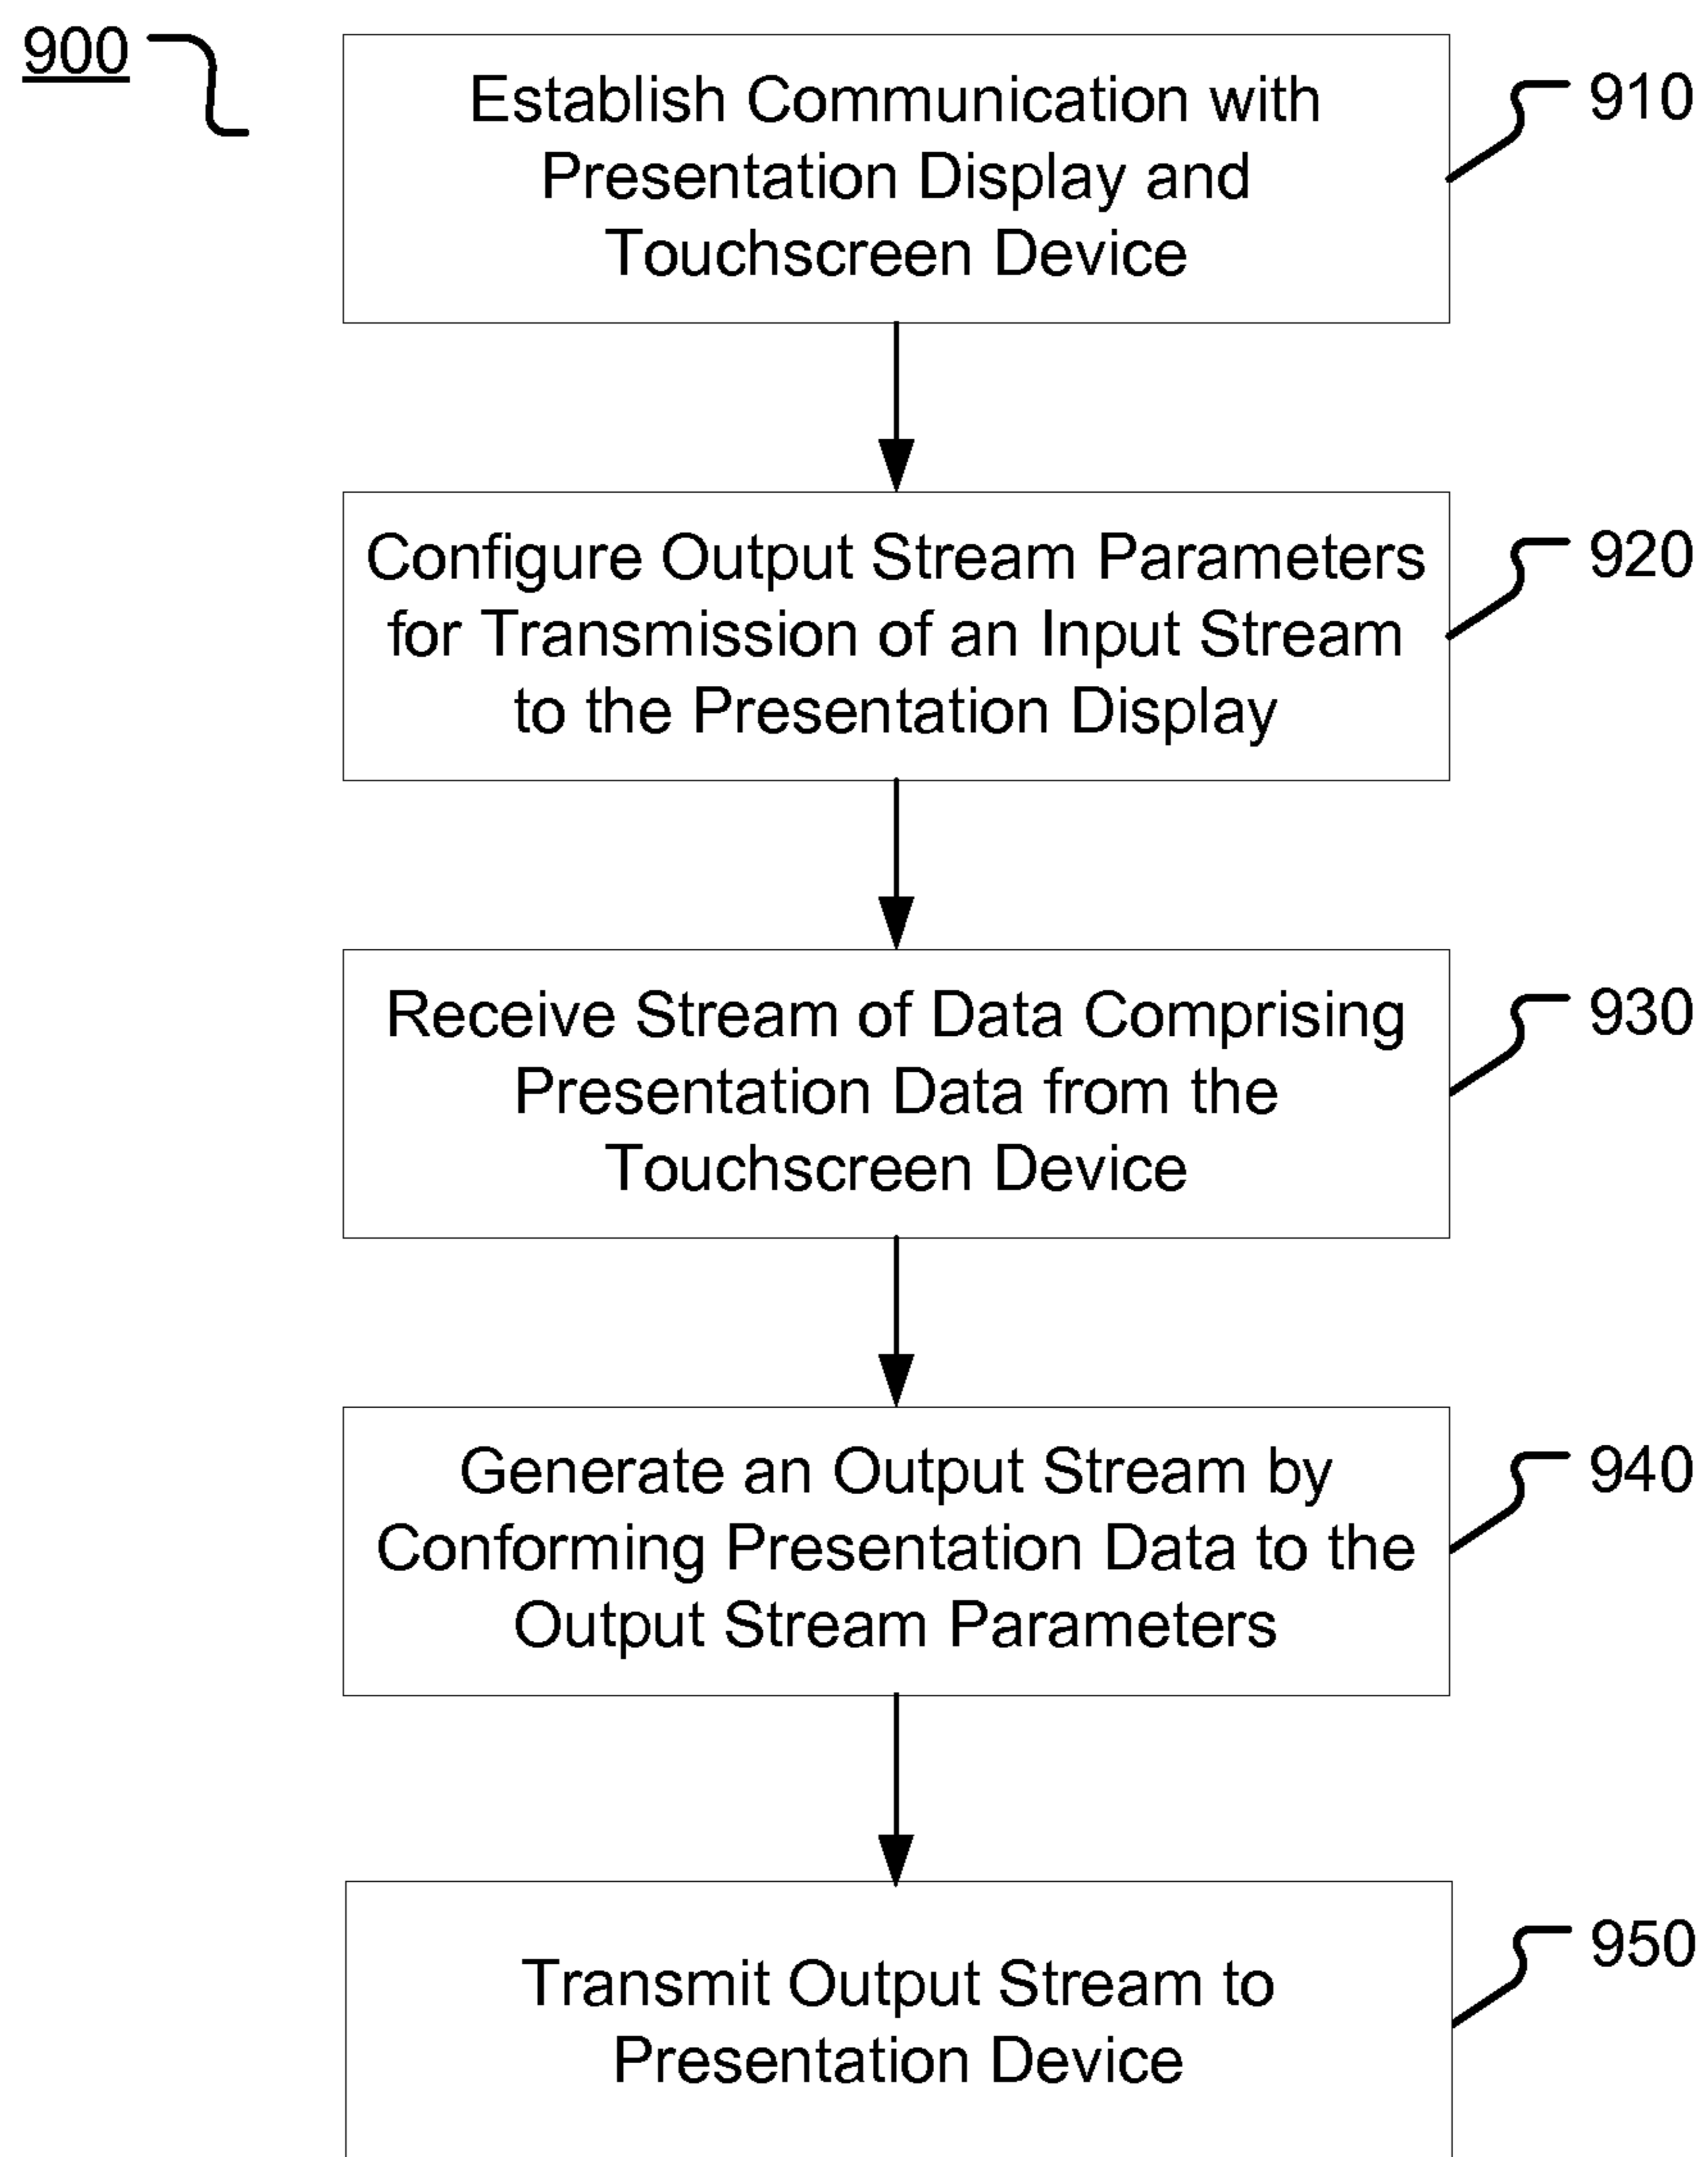 900
Establish Communication with
Presentation Display and
Touchscreen Device
910
Configure Output Stream Parameters
for Transmission of an Input Stream
to the Presentation Display
920
Receive Stream of Data Comprising
Presentation Data from the
Touchscreen Device
930
Generate an Output Stream by
Conforming Presentation Data to the
Output Stream Parameters
940
Transmit Output Stream to
Presentation Device
950